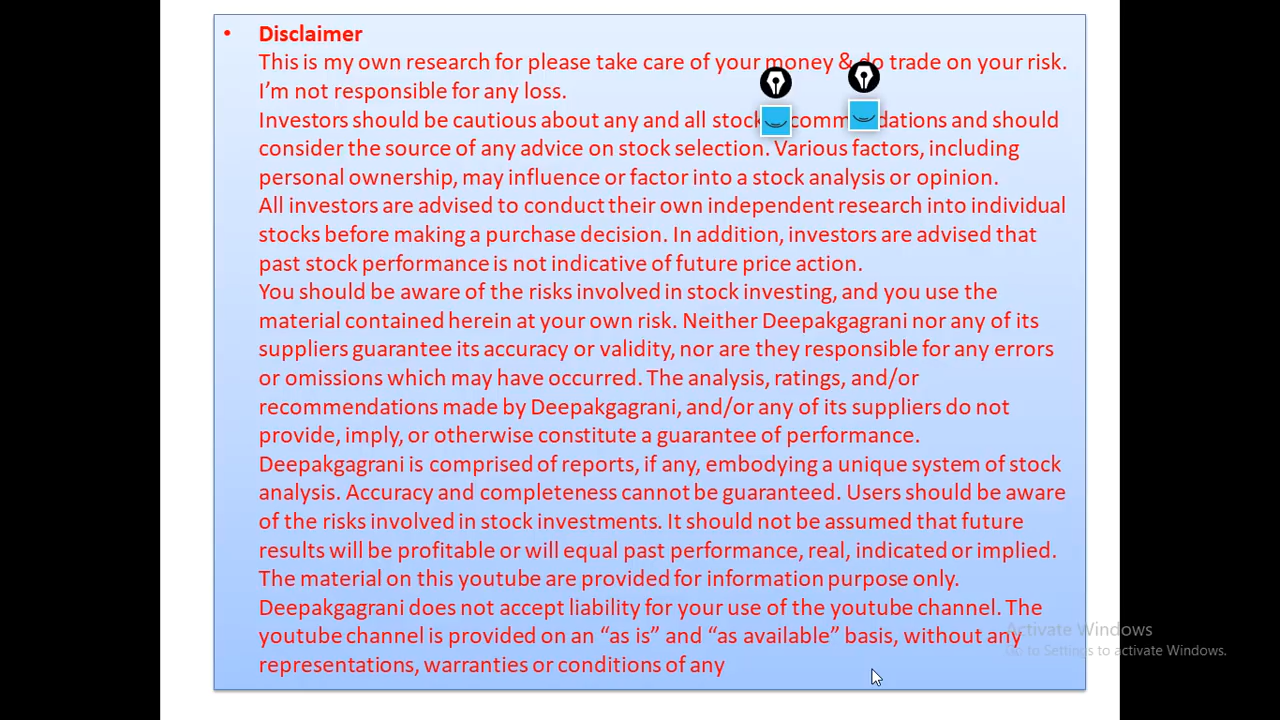 • Disclaimer
This is my own research for please take care of your money & do trade on your risk.
I’m not responsible for any loss.
Investors should be cautious about any and all stock and should
consider the source of any advice on stock selection. Various factors, including
personal ownership, may influence or factor into a stock analysis or opinion.
All investors are advised to conduct their own independent research into individual
stocks before making a purchase decision. In addition, investors are advised that
past stock performance is not indicative of future price action.
You should be aware of the risks involved in stock investing, and you use the
material contained herein at your own risk. Neither Deepakgagrani nor any of its
suppliers guarantee its accuracy or validity, nor are they responsible for any errors
or omissions which may have occurred. The analysis, ratings, and/or
recommendations made by Deepakgagrani, and/or any of its suppliers do not
provide, imply, or otherwise constitute a guarantee of performance.
Deepakgagrani is comprised of reports, if any, embodying a unique system of stock
analysis. Accuracy and completeness cannot be guaranteed. Users should be aware
of the risks involved in stock investments. It should not be assumed that future
results will be profitable or will equal past performance, real, indicated or implied.
The material on this youtube are provided for information purpose only.
Deepakgagrani does not accept liability for your use of the youtube channel. The
youtube channel is provided on an “as is” and “as available” basis, without any
representations, warranties or conditions of any
Activate Windows
Go to Settings to activate Windows.